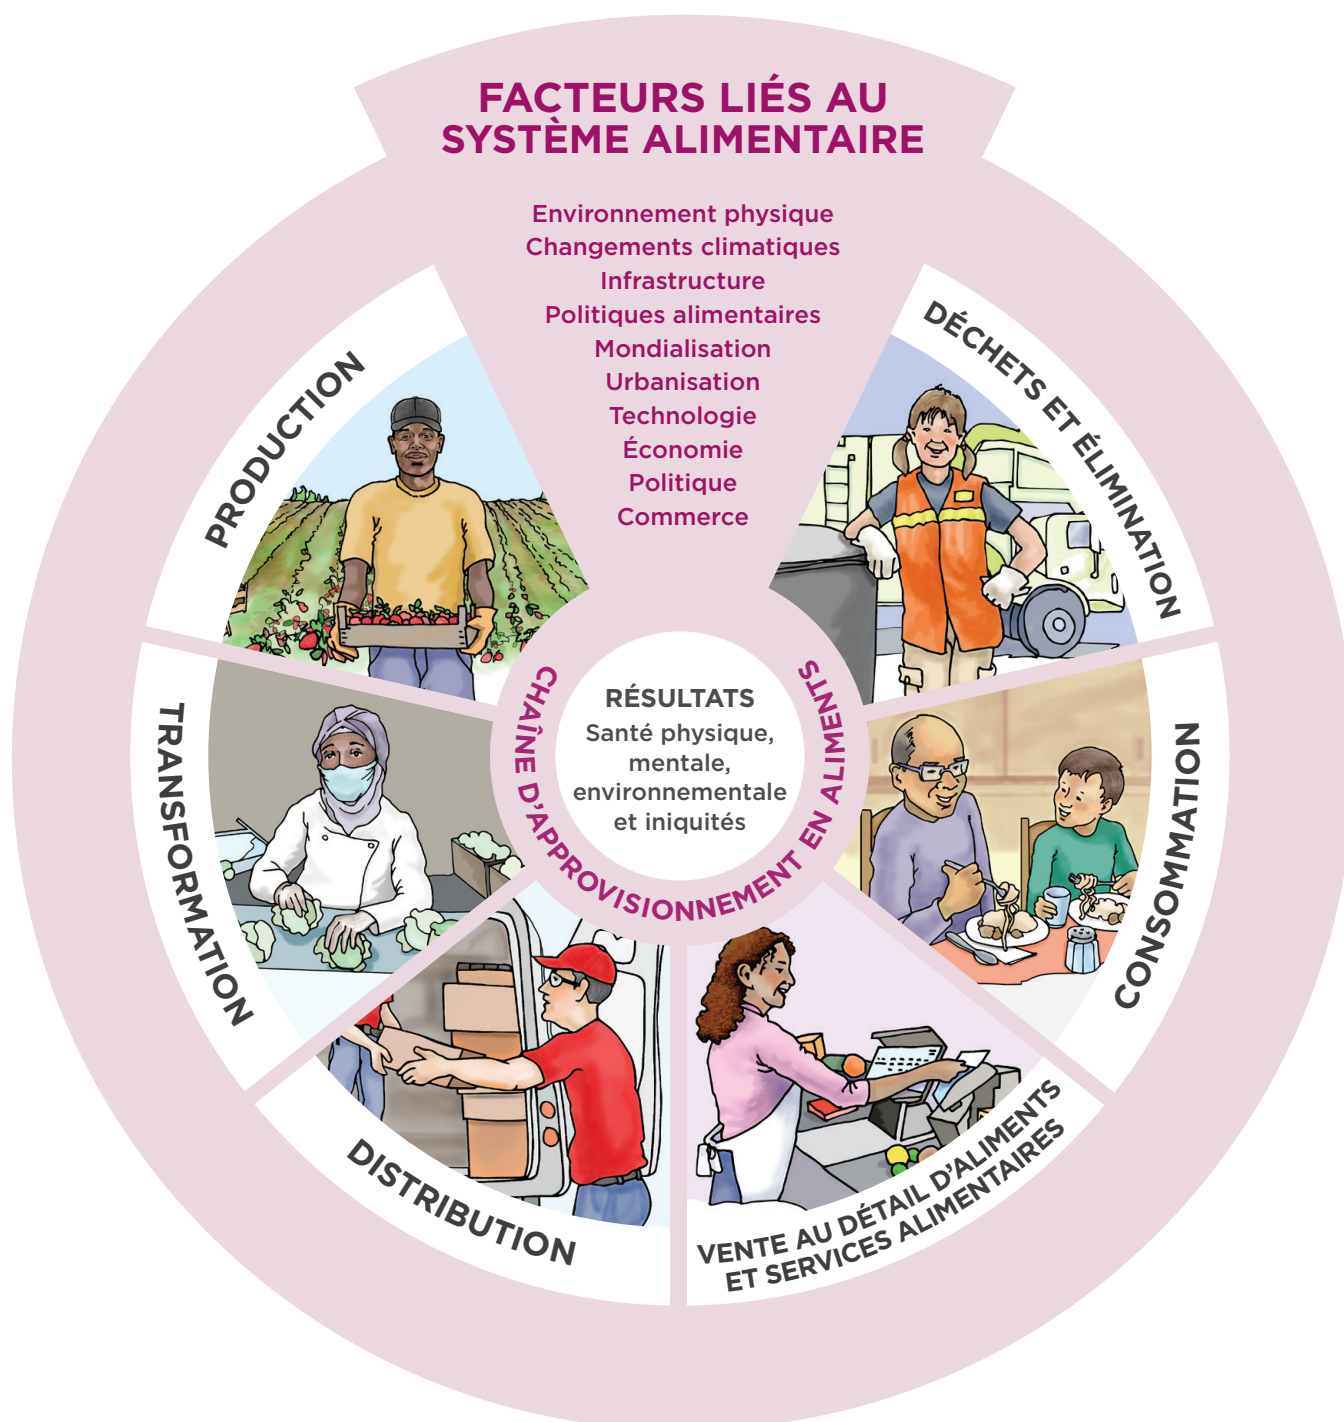 FACTEURS LIÉS AU
SYSTÈME ALIMENTAIRE
Environnement physique
Changements climatiques
Infrastructure
Politiques alimentaires
Mondialisation
Urbanisation
Technologie
Économie
Politique
Commerce
PRODUCTION
TRANSFORMATION
DISTRIBUTION
VENTE AU DÉTAIL D'ALIMENTS
ET SERVICES ALIMENTAIRES
CONSOMMATION
DÉCHETS ET ÉLIMINATION
CHAÎNE D'APPROVISIONNEMENT EN ALIMENTS
RÉSULTATS
Santé physique,
mentale,
environnementale
et iniquités